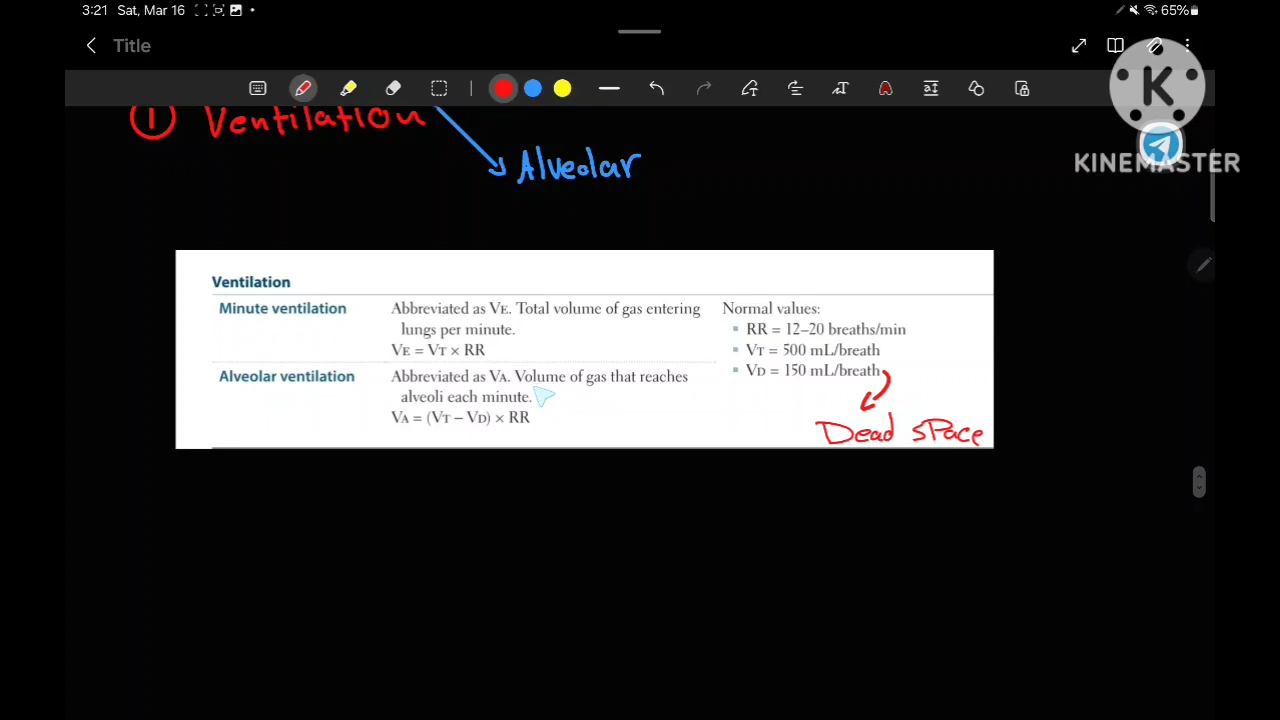 3:21 Sat, Mar 16
65%
Title
K
KINEMASTER
① Ventilation
Alveolar
Ventilation
Minute ventilation
Abbreviated as VE. Total volume of gas entering
lungs per minute.
VE = VT × RR
Alveolar ventilation
Abbreviated as VA. Volume of gas that reaches
alveoli each minute.
VA = (VT − VD) × RR
Normal values:
▪ RR = 12–20 breaths/min
▪ VT = 500 mL/breath
▪ VD = 150 mL/breath
Dead sPace